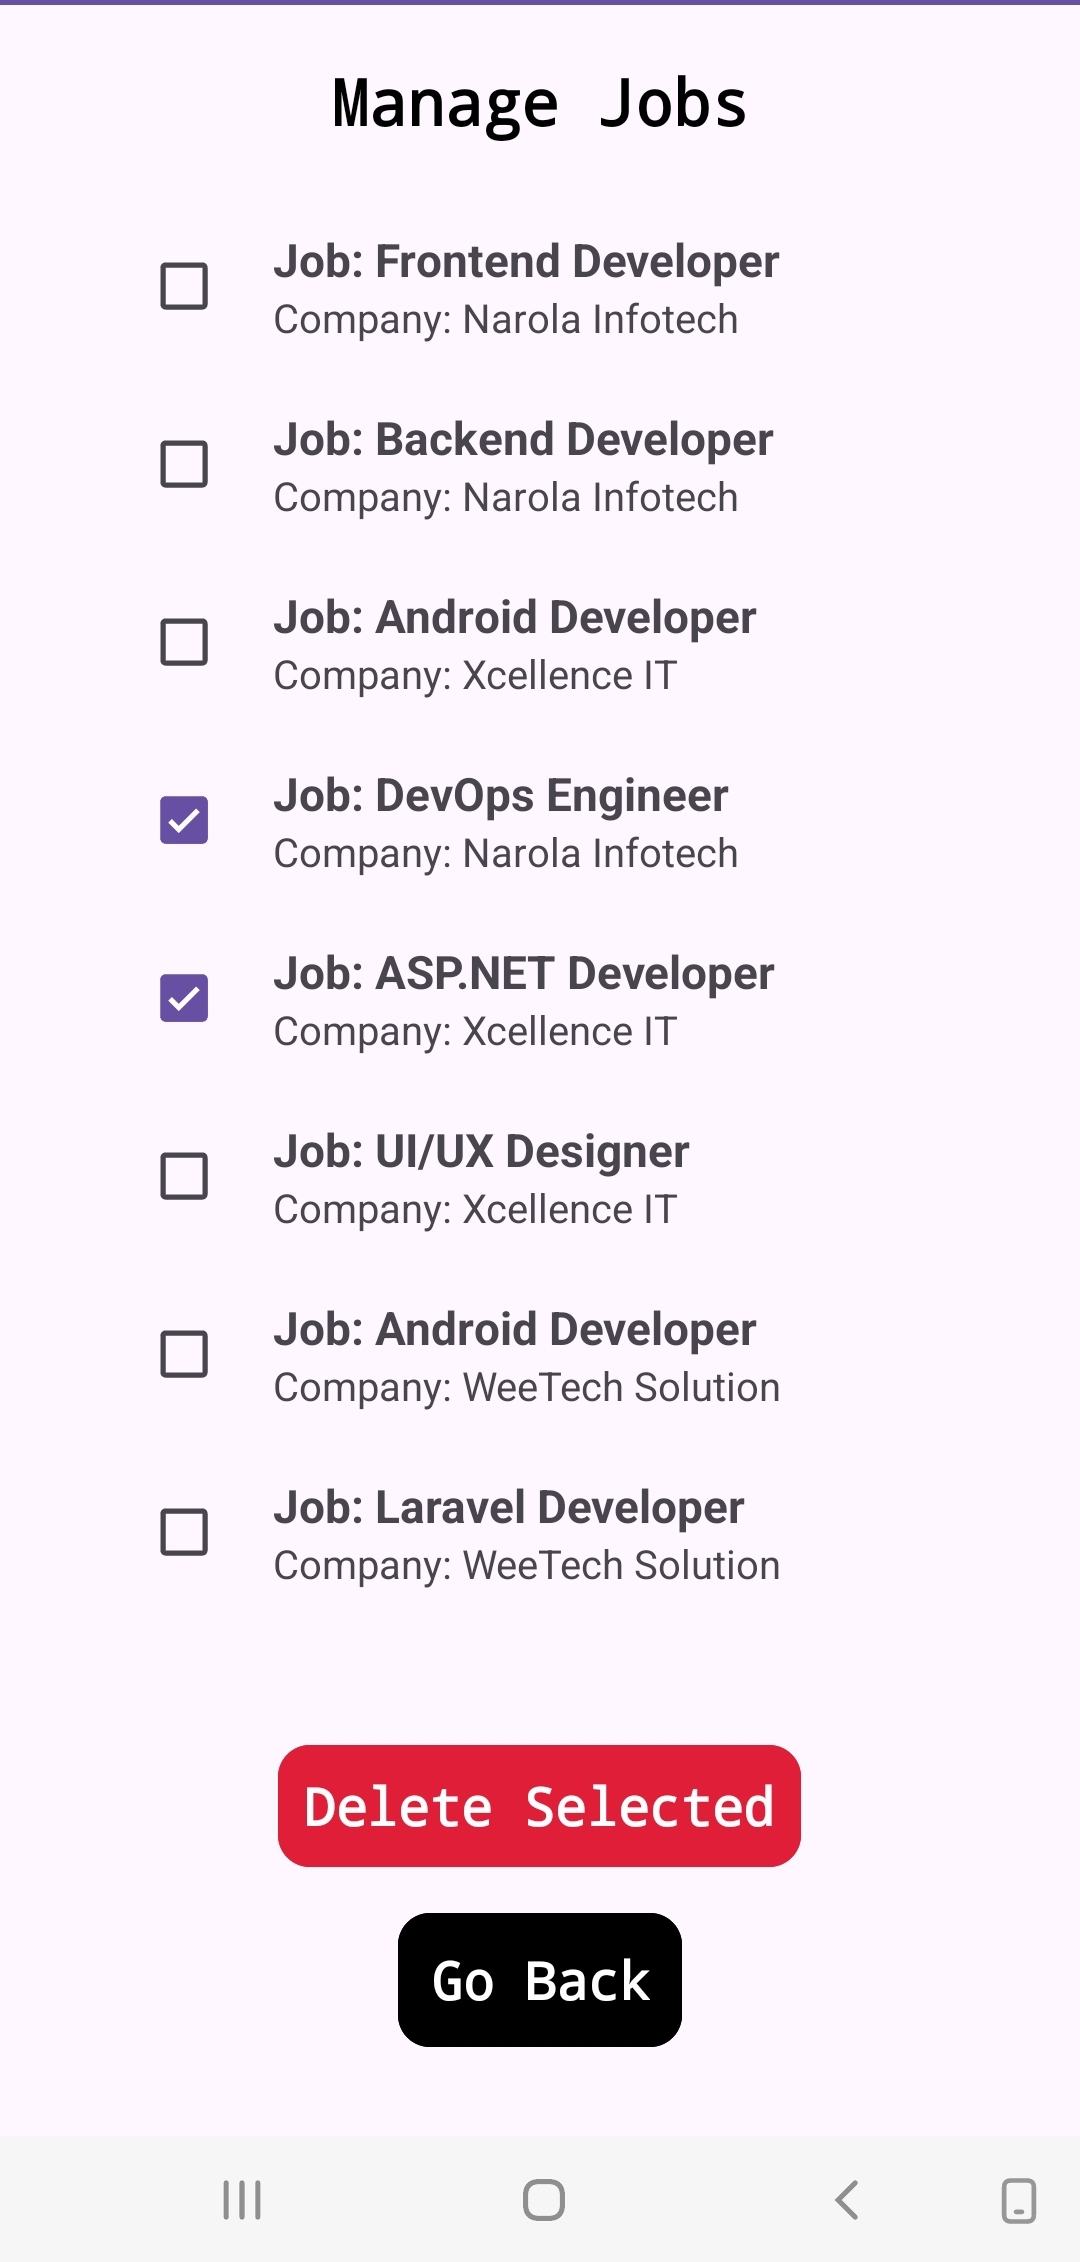 Manage Jobs
Job: Frontend Developer
Company: Narola Infotech
Job: Backend Developer
Company: Narola Infotech
Job: Android Developer
Company: Xcellence IT
Job: DevOps Engineer
Company: Narola Infotech
Job: ASP.NET Developer
Company: Xcellence IT
Job: UI/UX Designer
Company: Xcellence IT
Job: Android Developer
Company: WeeTech Solution
Job: Laravel Developer
Company: WeeTech Solution
Delete Selected
Go Back